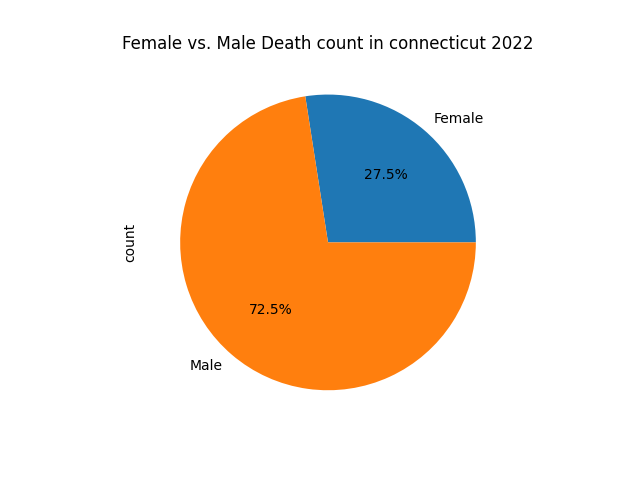 Female vs. Male Death count in connecticut 2022
Female
27.5%
count
72.5%
Male